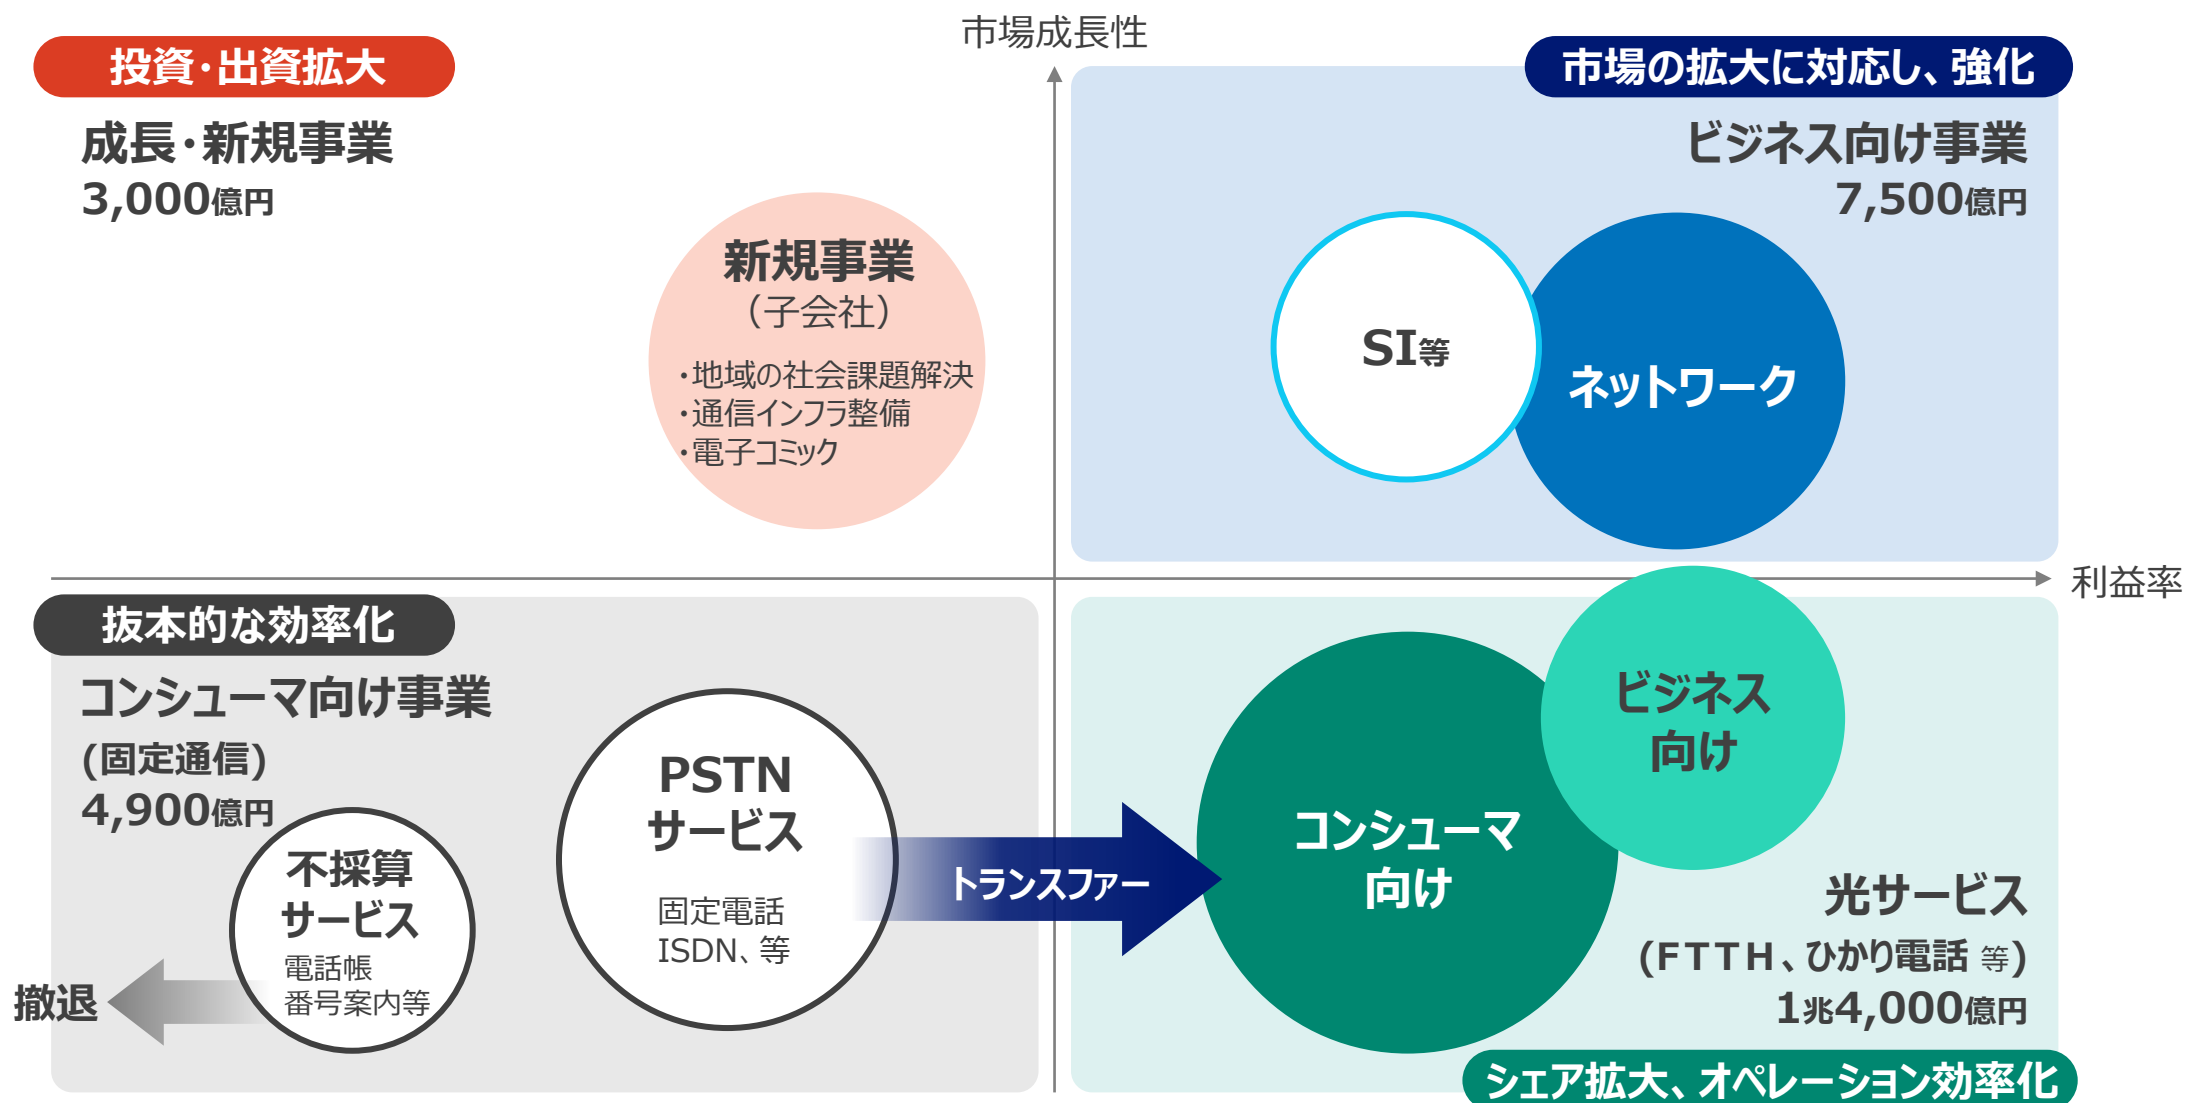 市場成長性
投資・出資拡大
成長・新規事業
3,000億円
新規事業
（子会社）
・地域の社会課題解決
・通信インフラ整備
・電子コミック
市場の拡大に対応し、強化
ビジネス向け事業
7,500億円
SI等
ネットワーク
利益率
抜本的な効率化
コンシューマ向け事業
(固定通信)
4,900億円
不採算
サービス
電話帳
番号案内等
撤退
PSTN
サービス
固定電話
ISDN、等
トランスファー
コンシューマ
向け
ビジネス
向け
光サービス
(ＦＴＴＨ、ひかり電話 等)
1兆4,000億円
シェア拡大、オペレーション効率化